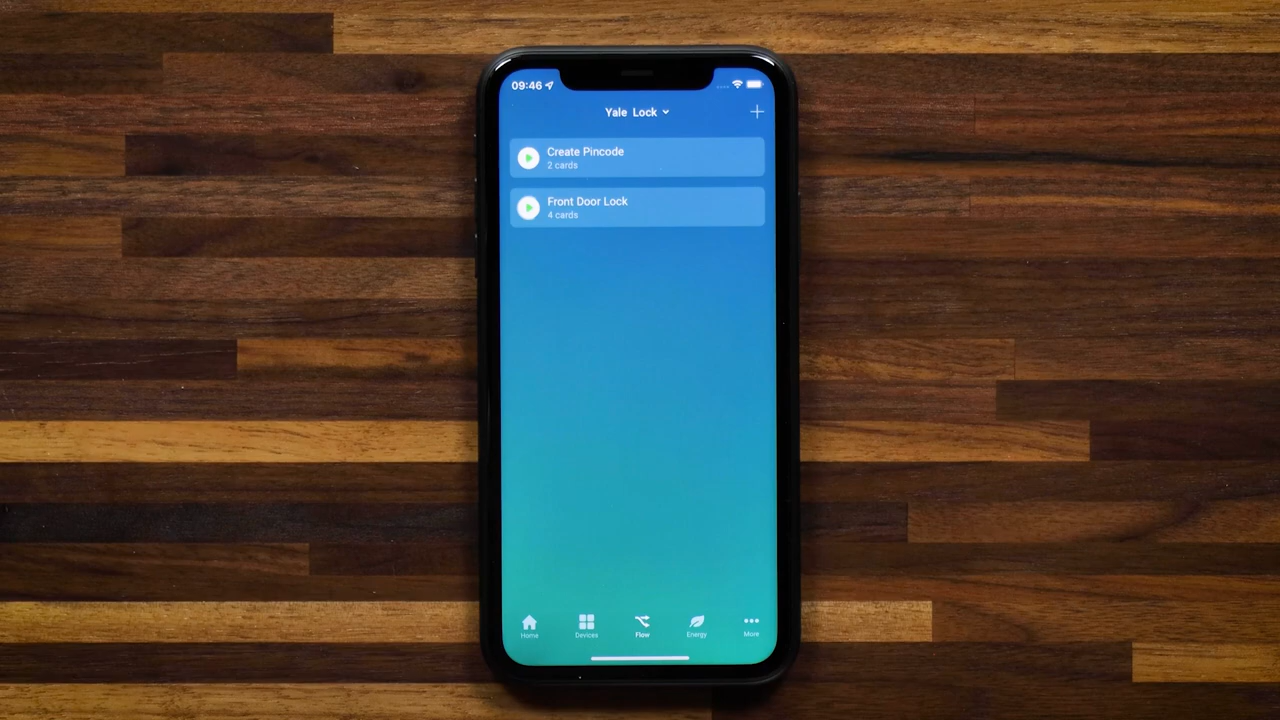 09:46
Yale Lock
Create Pincode
2 cards
Front Door Lock
4 cards
Home Devices Flow Energy More